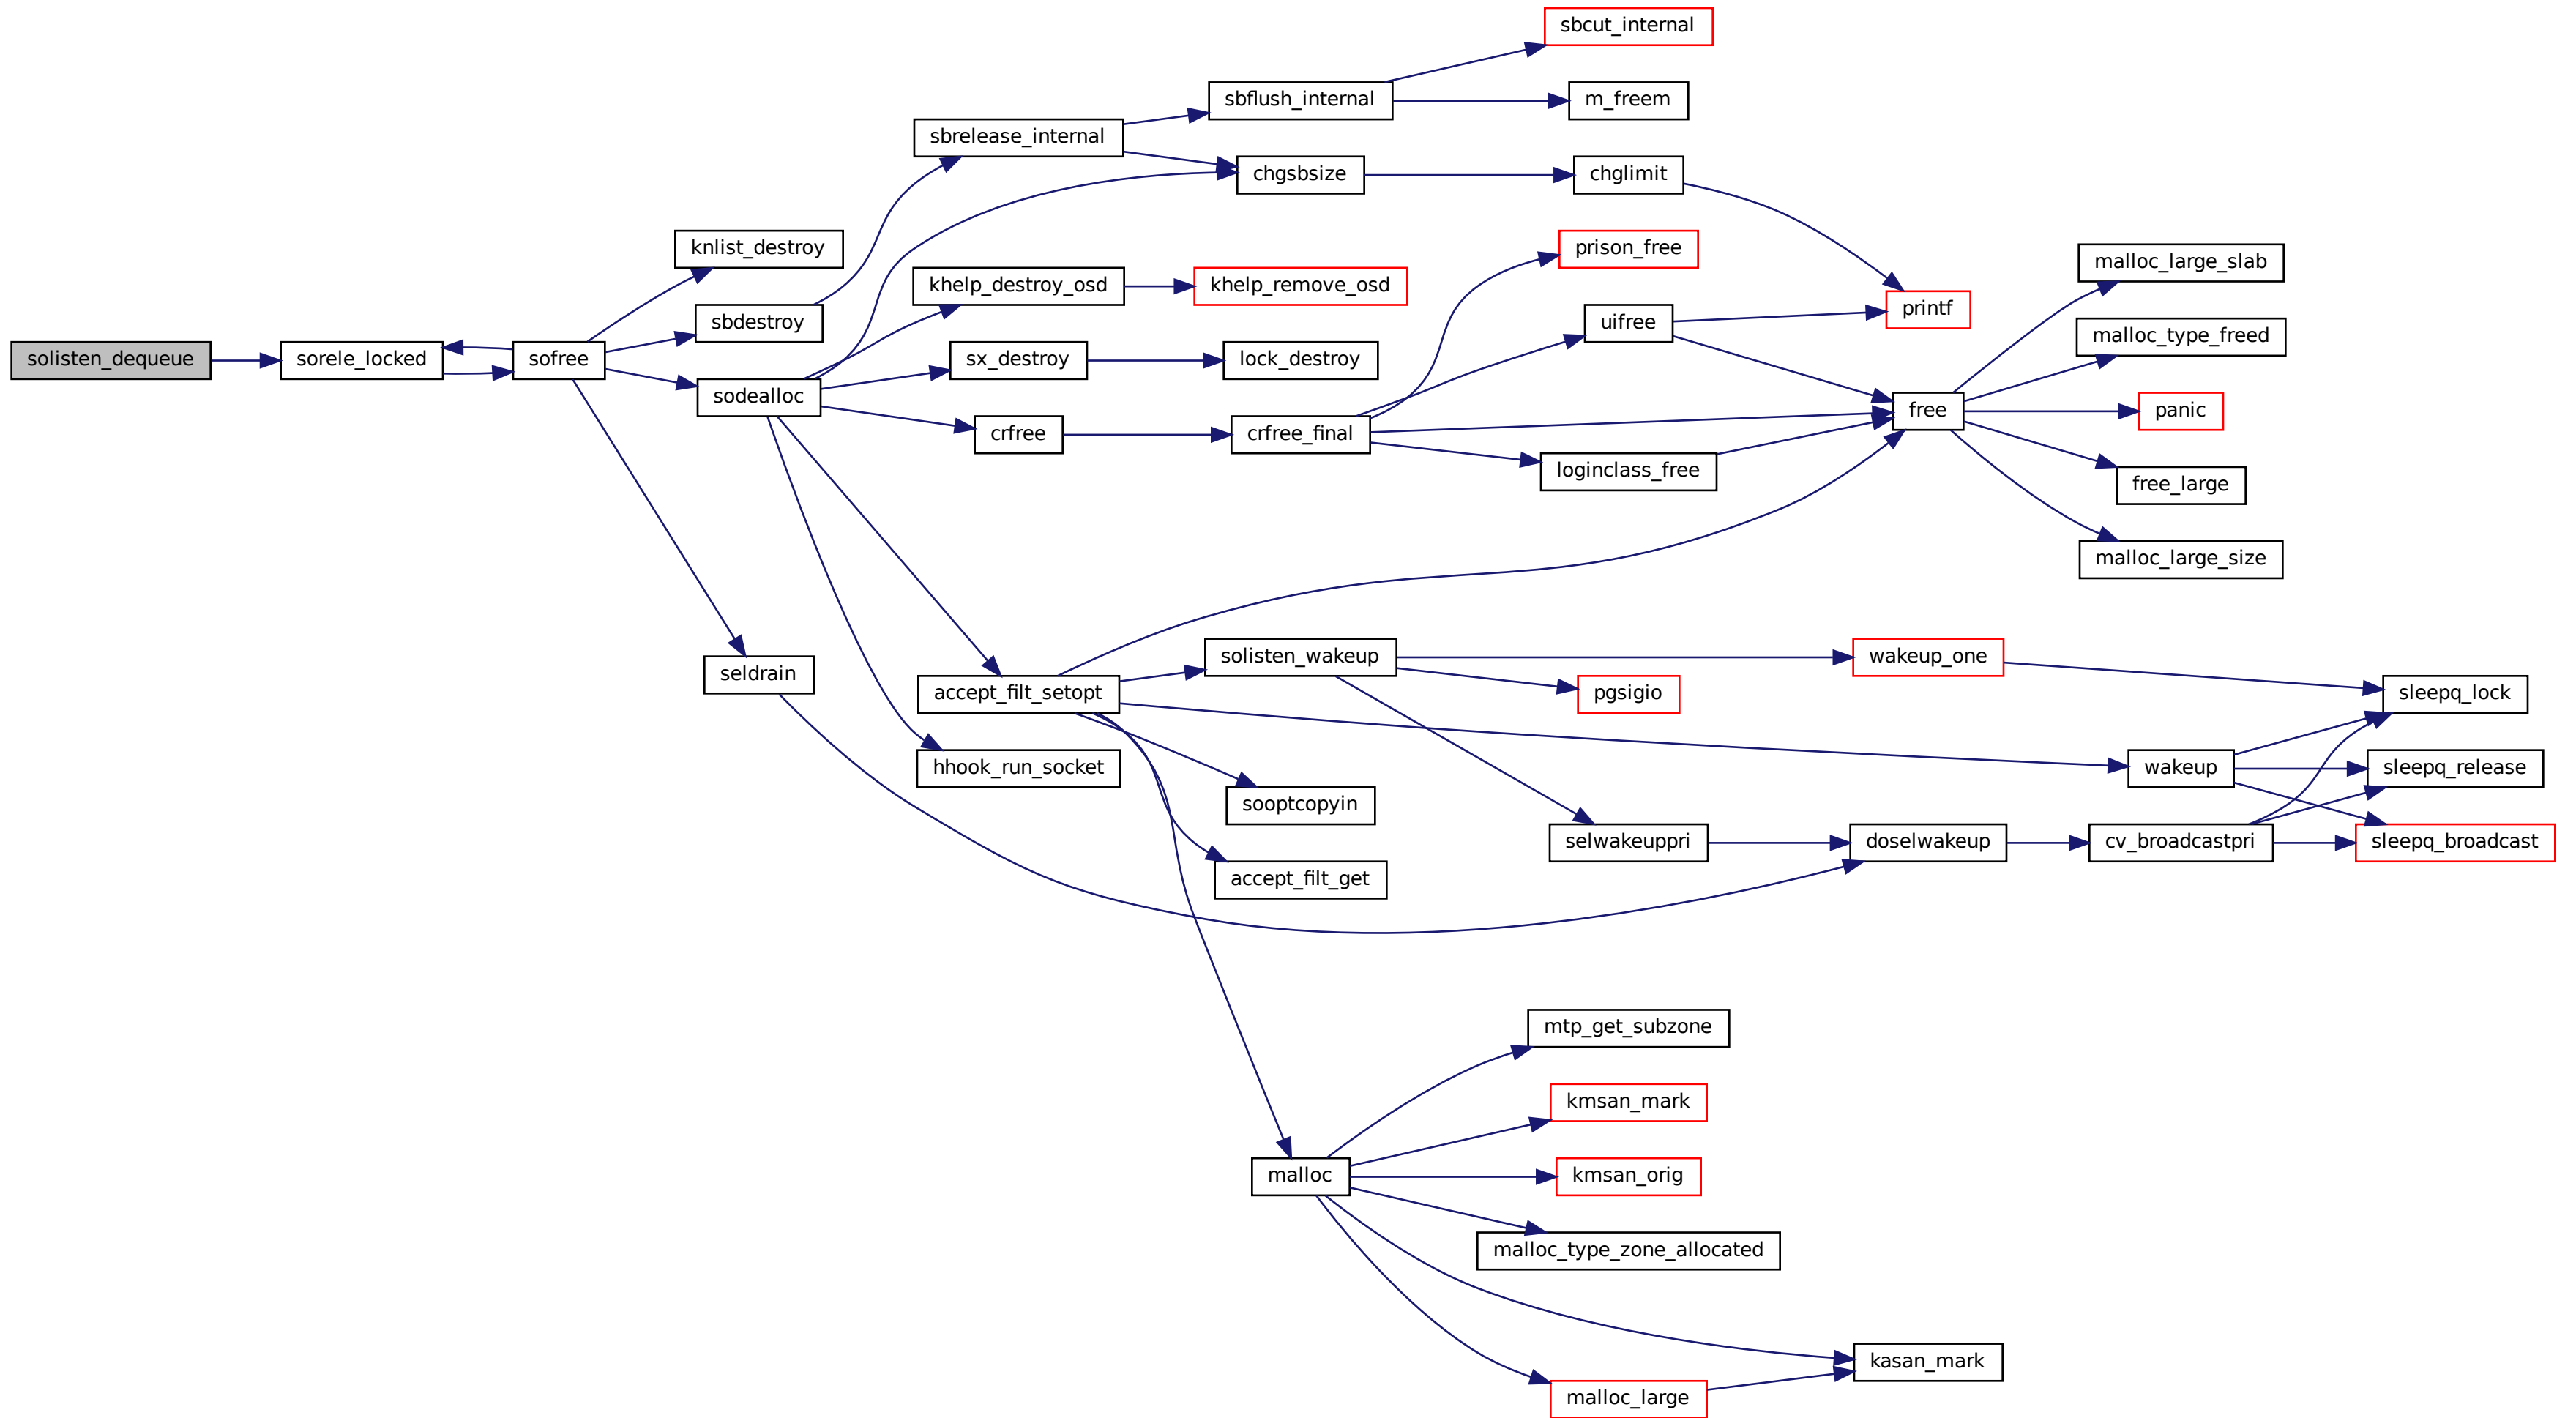 solisten_dequeue
sorele_locked
sofree
knlist_destroy
sbdestroy
sodealloc
seldrain
sbrelease_internal
khelp_destroy_osd
sx_destroy
crfree
accept_filt_setopt
hhook_run_socket
sbflush_internal
chgsbsize
khelp_remove_osd
lock_destroy
crfree_final
solisten_wakeup
sooptcopyin
accept_filt_get
malloc
sbcut_internal
m_freem
chglimit
prison_free
uifree
loginclass_free
pgsigio
selwakeuppri
mtp_get_subzone
kmsan_mark
kmsan_orig
malloc_type_zone_allocated
malloc_large
printf
free
wakeup_one
doselwakeup
kasan_mark
malloc_large_slab
malloc_type_freed
panic
free_large
malloc_large_size
wakeup
cv_broadcastpri
sleepq_lock
sleepq_release
sleepq_broadcast